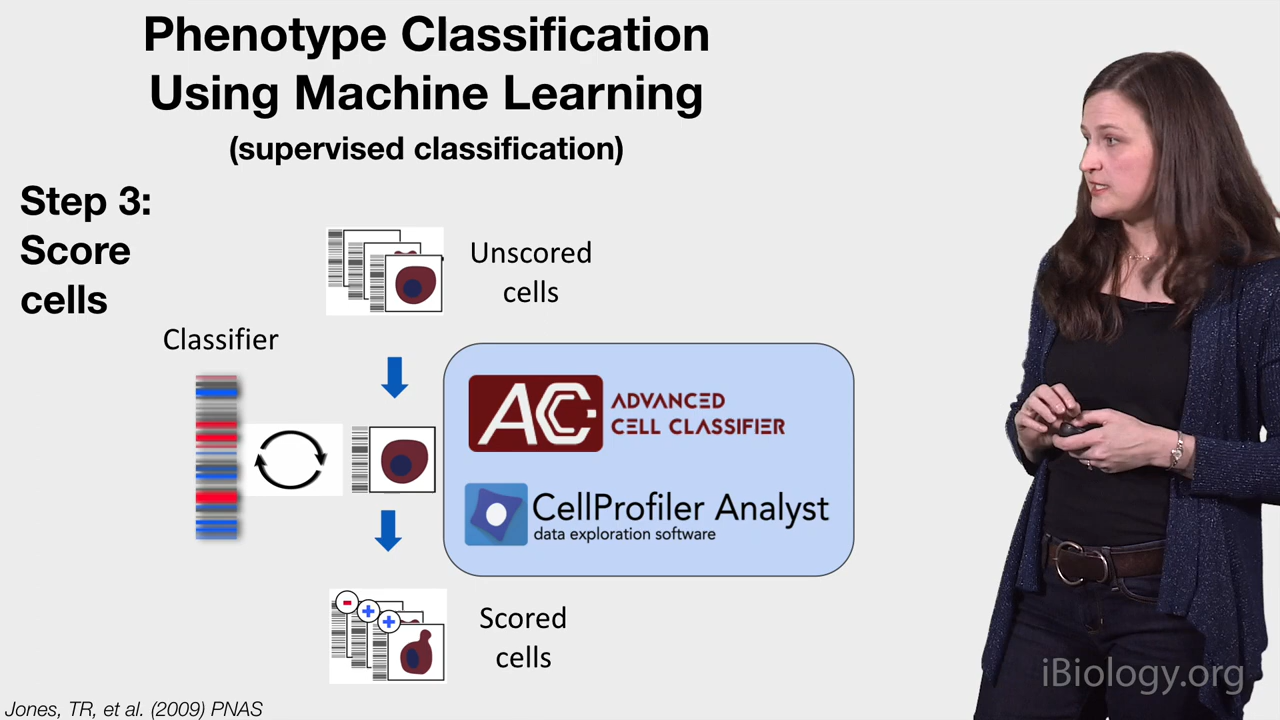 Phenotype Classification
Using Machine Learning
(supervised classification)
Step 3:
Score
cells
Unscored
cells
Classifier
AC
ADVANCED
CELL CLASSIFIER
CellProfiler Analyst
data exploration software
-
+
+
Scored
cells
iBiology.org
Jones, TR, et al. (2009) PNAS